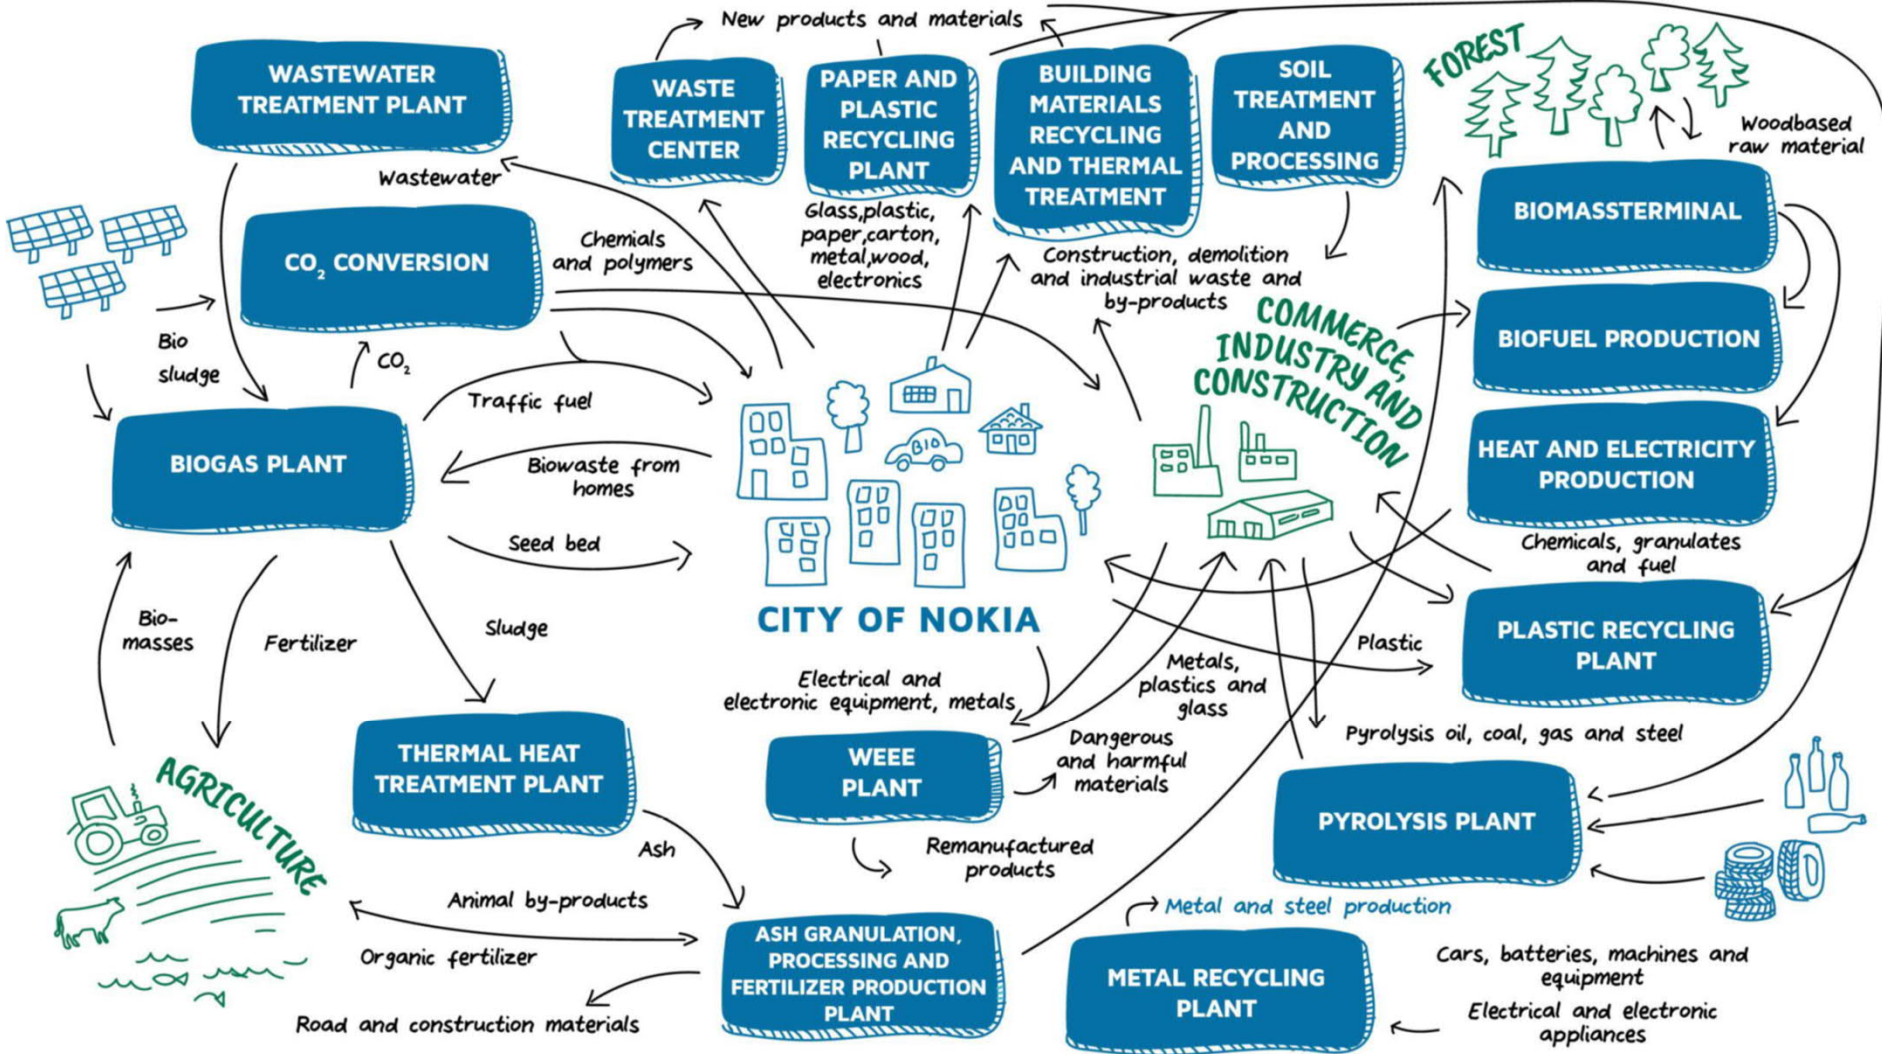 New products and materials
WASTEWATER
TREATMENT PLANT
WASTE
TREATMENT
CENTER
PAPER AND
PLASTIC
RECYCLING
PLANT
BUILDING
MATERIALS
RECYCLING
AND THERMAL
TREATMENT
SOIL
TREATMENT
AND
PROCESSING
FOREST
Woodbased
raw material
Wastewater
BIOMASSTERMINAL
CO₂ CONVERSION
Chemials
and polymers
Glass,plastic,
paper,carton,
metal,wood,
electronics
Construction, demolition
and industrial waste and
by-products
COMMERCE,
INDUSTRY AND
CONSTRUCTION
BIOFUEL PRODUCTION
Bio
sludge
CO₂
Traffic fuel
BIO
BIOGAS PLANT
Biowaste from
homes
HEAT AND ELECTRICITY
PRODUCTION
Seed bed
Chemicals, granulates
and fuel
CITY OF NOKIA
Bio-
masses
Fertilizer
Sludge
Plastic
PLASTIC RECYCLING
PLANT
Electrical and
electronic equipment, metals
Metals,
plastics and
glass
Pyrolysis oil, coal, gas and steel
AGRICULTURE
THERMAL HEAT
TREATMENT PLANT
WEEE
PLANT
Dangerous
and harmful
materials
PYROLYSIS PLANT
Ash
Remanufactured
products
Animal by-products
Organic fertilizer
Metal and steel production
ASH GRANULATION,
PROCESSING AND
FERTILIZER PRODUCTION
PLANT
METAL RECYCLING
PLANT
Cars, batteries, machines and
equipment
Electrical and electronic
appliances
Road and construction materials